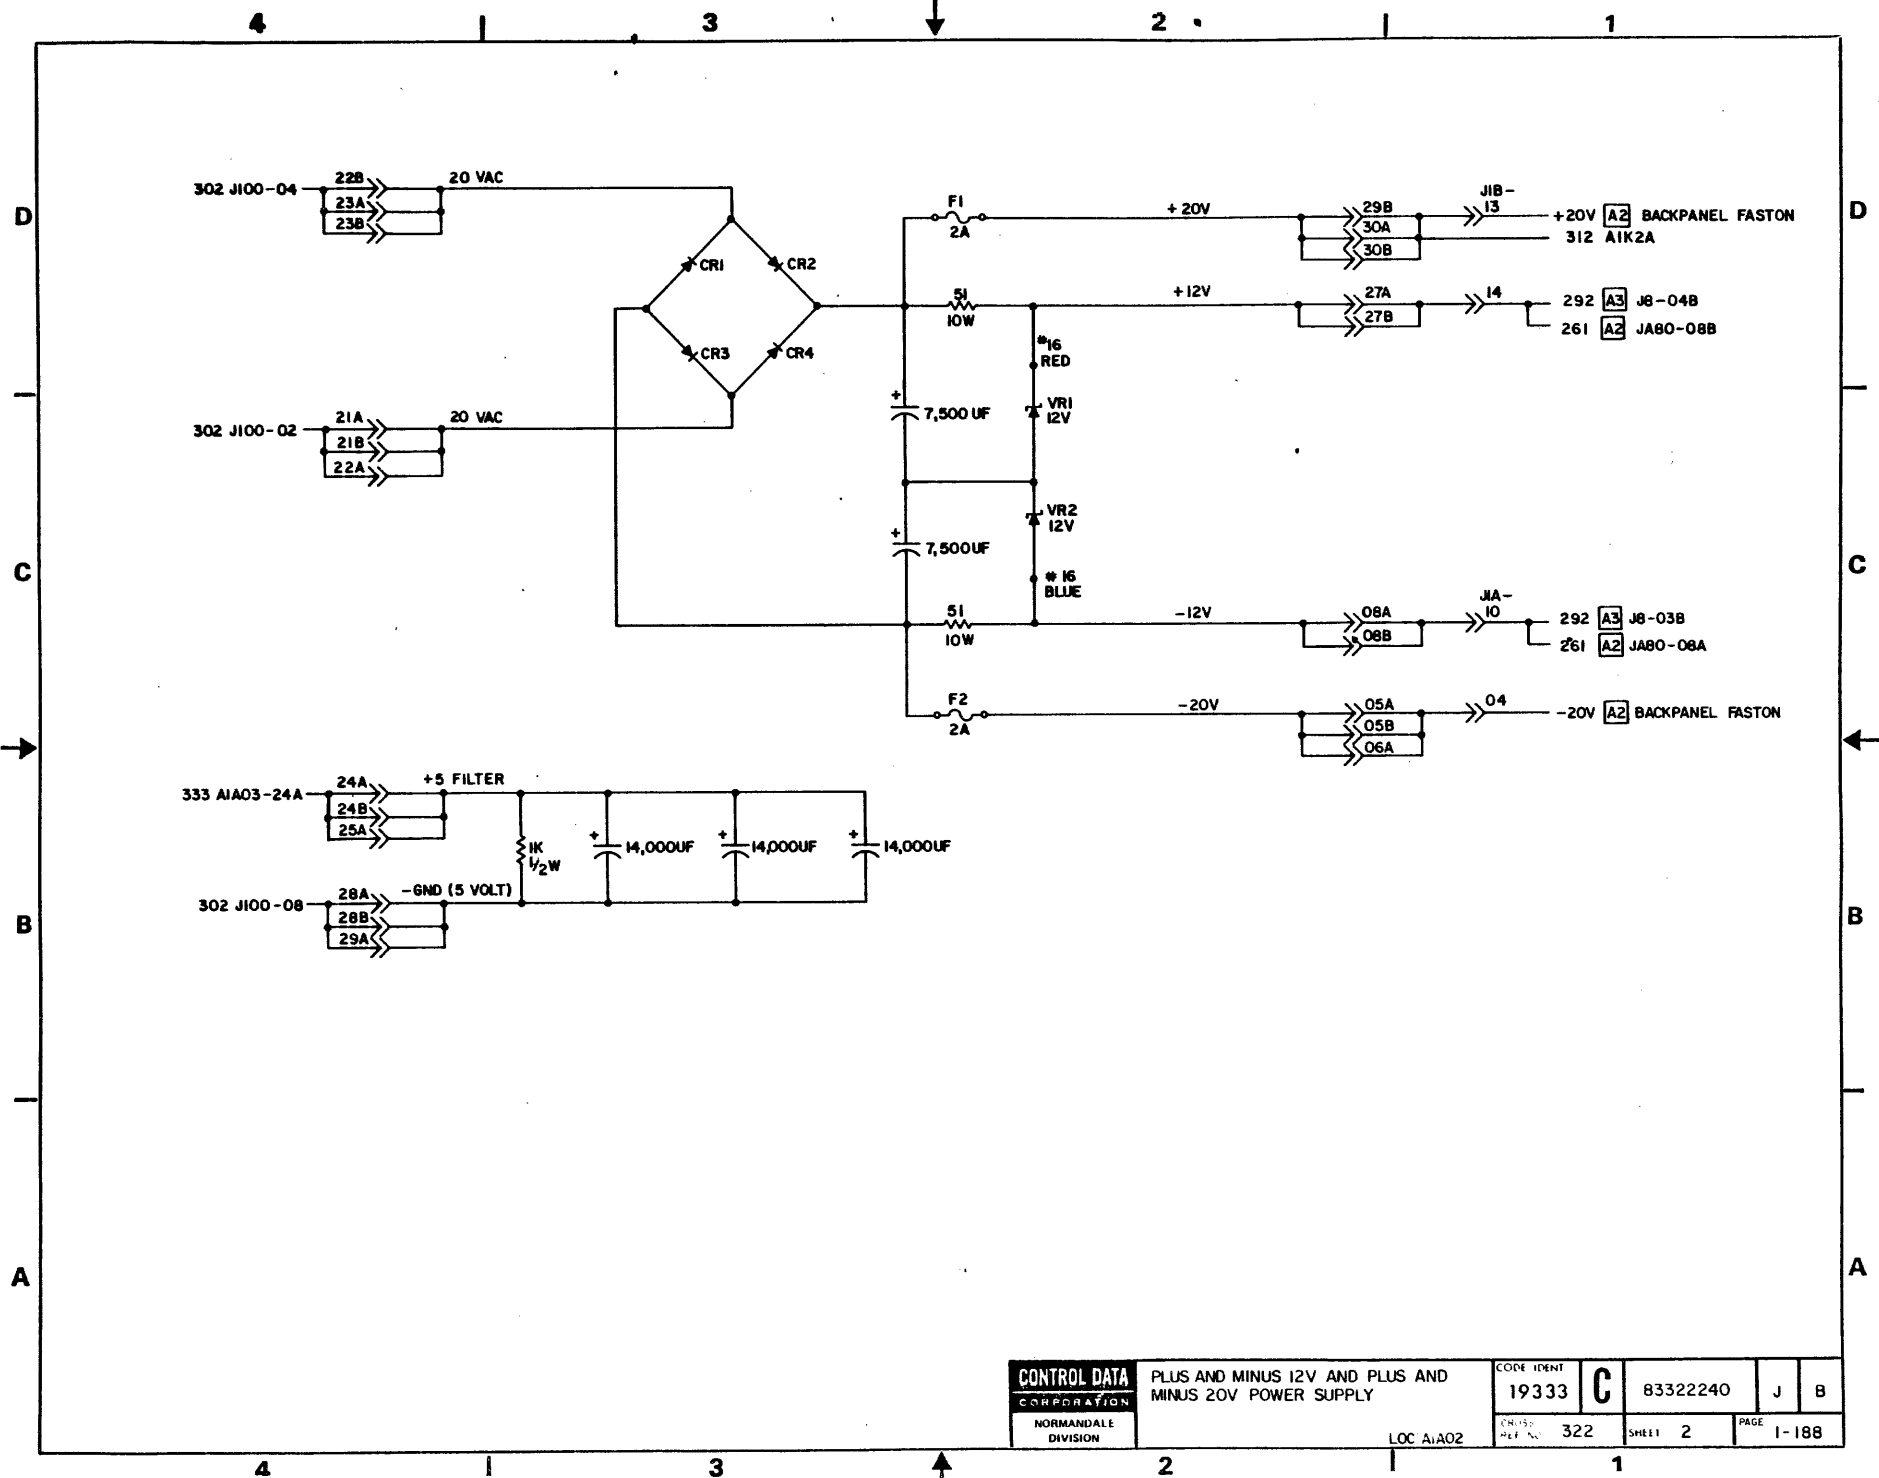 4 3 2 1
D
D
302 J100-04
22B
23A
23B
20 VAC
CR1
CR2
CR3
CR4
F1
2A
+20V
29B
30A
30B
J1B-
13
+20V A2 BACKPANEL FASTON
312 A1K2A
51
10W
+12V
27A
27B
14
292 A3 J8-04B
261 A2 JA80-08B
#16
RED
302 J100-02
21A
21B
22A
20 VAC
+
7,500 UF
VR1
12V
VR2
12V
+
7,500UF
# 16
BLUE
C
C
51
10W
-12V
08A
08B
J1A-
10
292 A3 J8-03B
261 A2 JA80-08A
F2
2A
-20V
05A
05B
06A
04
-20V A2 BACKPANEL FASTON
333 A1A03-24A
24A
24B
25A
+5 FILTER
1K
1/2W
+
14,000UF
+
14,000UF
+
14,000UF
302 J100-08
28A
28B
29A
-GND (5 VOLT)
B
B
A
A
CONTROL DATA
CORPORATION
NORMANDALE
DIVISION
PLUS AND MINUS 12V AND PLUS AND
MINUS 20V POWER SUPPLY
LOC A1A02
CODE IDENT
19333
C
83322240
J
B
CROSS
REF NO.
322
SHEET 2
PAGE
1-188
4 3 2 1